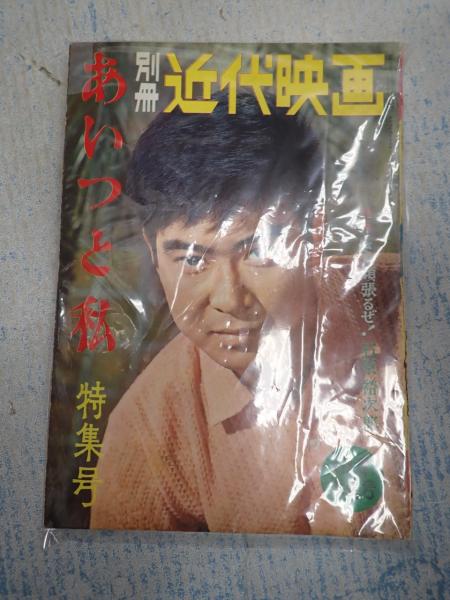 別冊
近代映画
あいつと私
特集号
頑張るぜ!